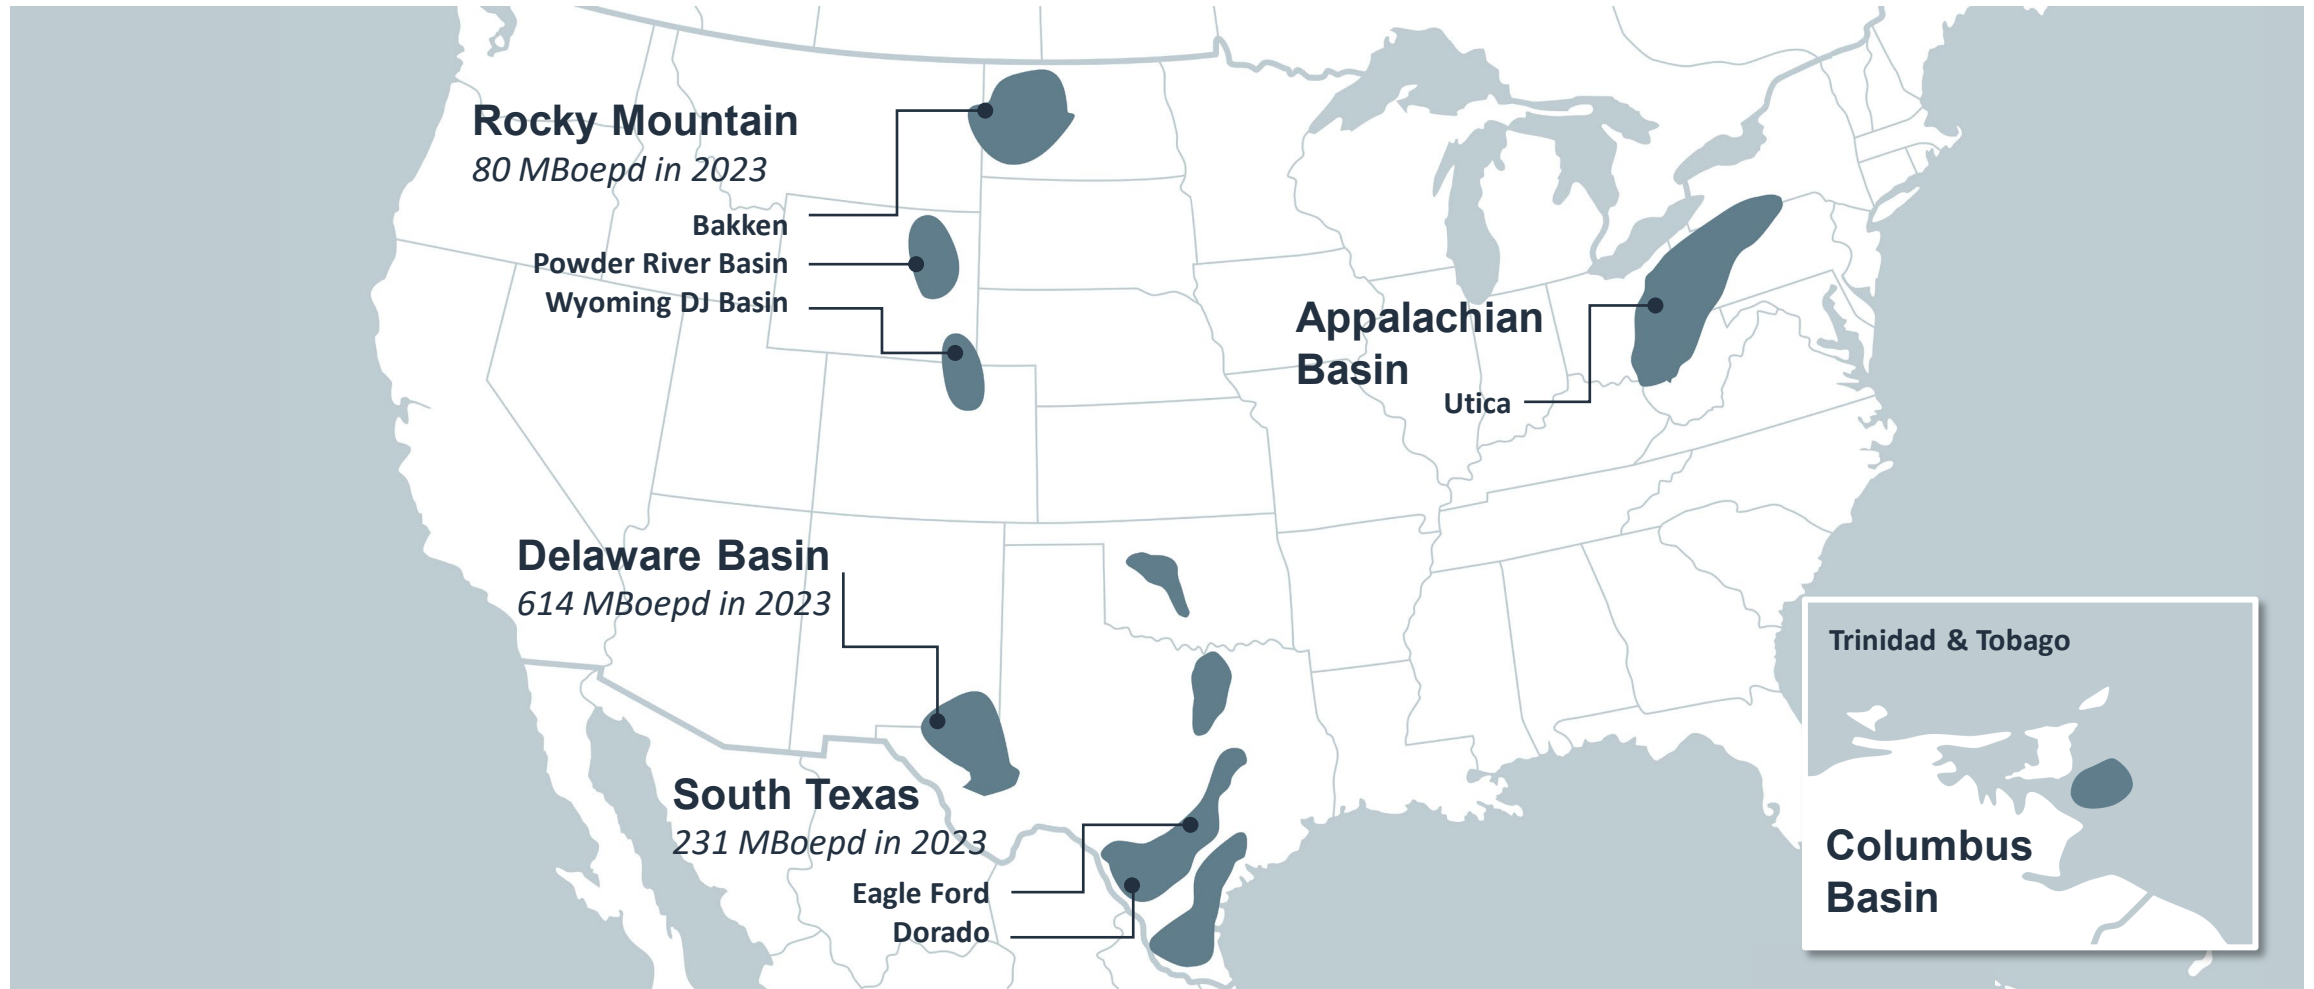 Rocky Mountain
80 MBoepd in 2023
Bakken
Powder River Basin
Wyoming DJ Basin
Appalachian
Basin
Utica
Delaware Basin
614 MBoepd in 2023
South Texas
231 MBoepd in 2023
Eagle Ford
Dorado
Trinidad & Tobago
Columbus
Basin